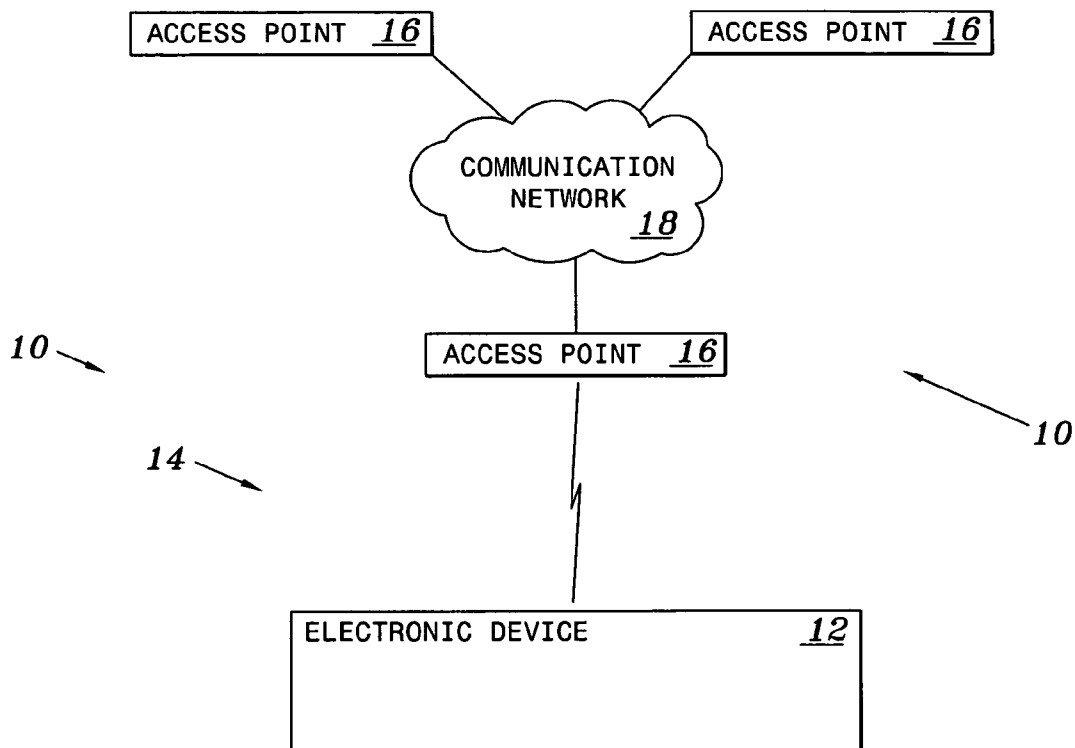 ACCESS POINT 16
ACCESS POINT 16
COMMUNICATION
NETWORK
18
10
ACCESS POINT 16
10
14
ELECTRONIC DEVICE 12